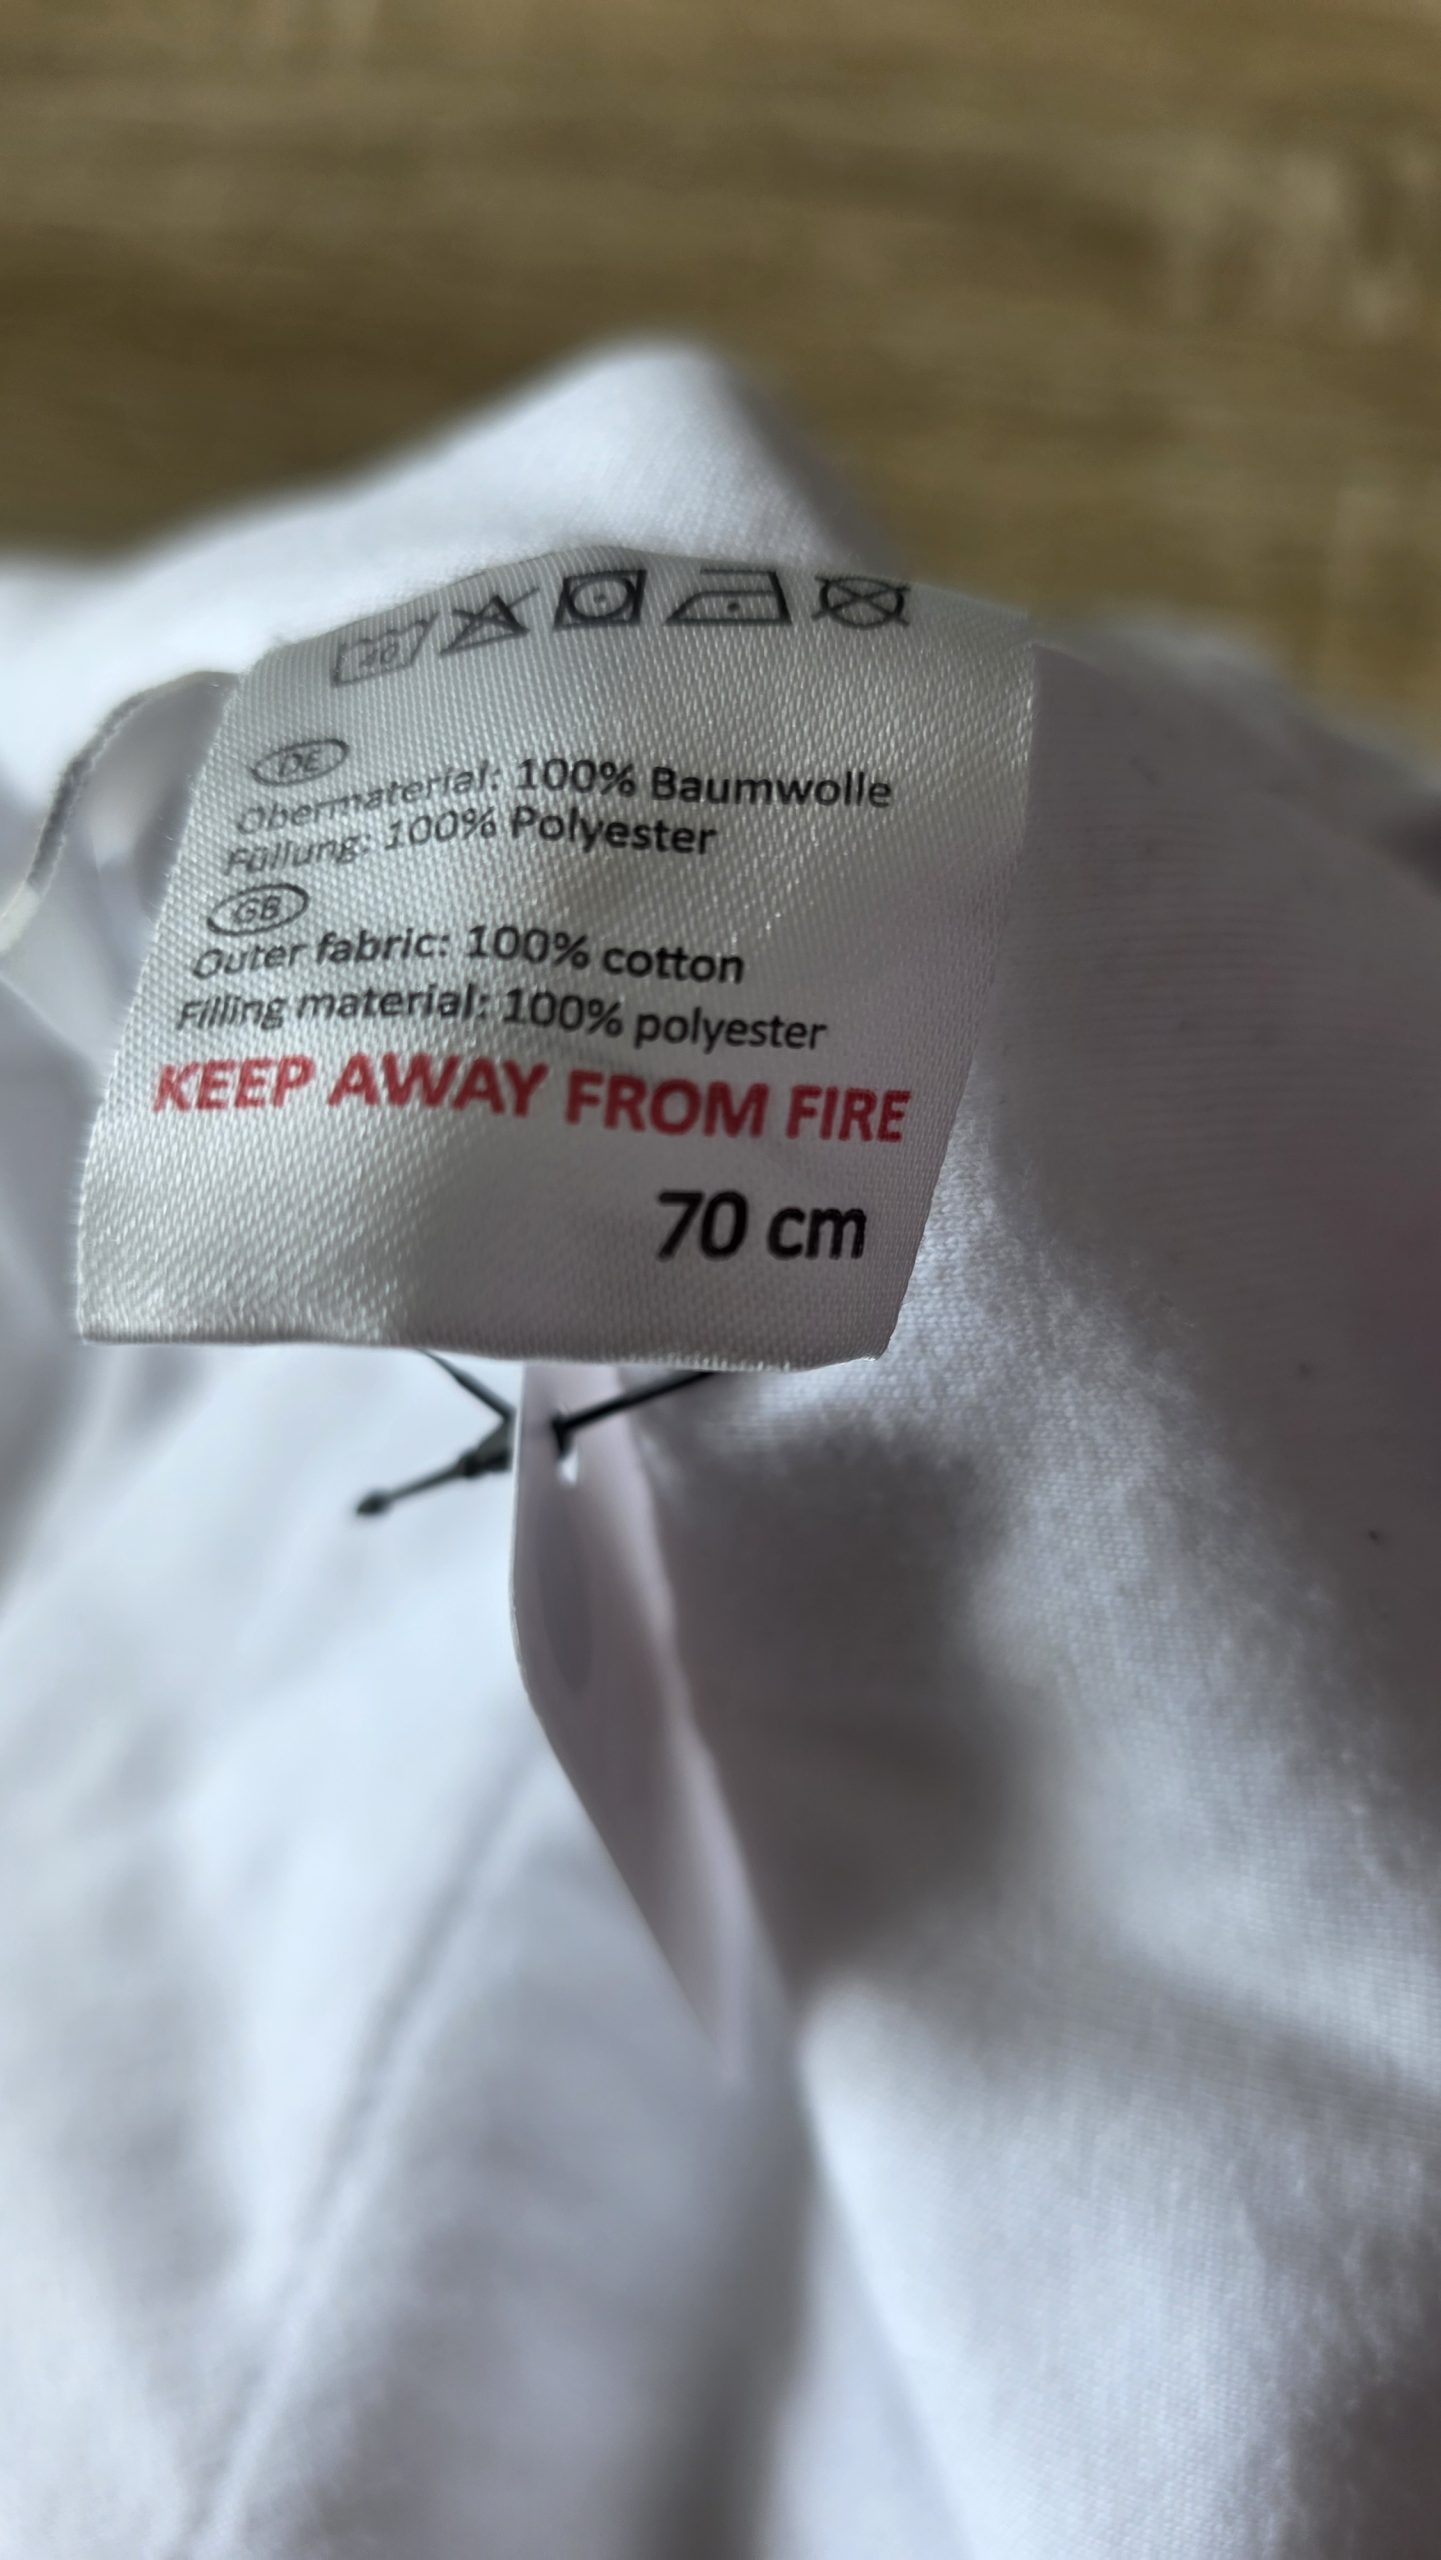 40
DE
Obermaterial: 100% Baumwolle
Füllung: 100% Polyester
GB
Outer fabric: 100% cotton
Filling material: 100% polyester
KEEP AWAY FROM FIRE
70 cm